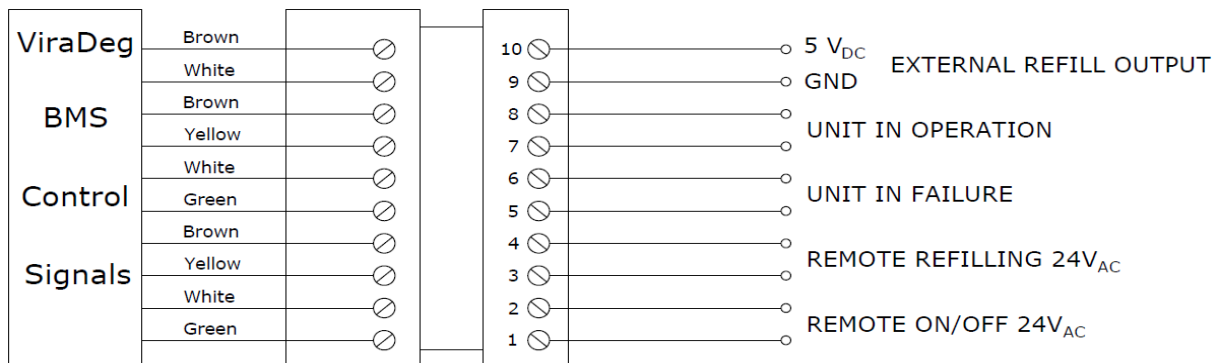 ViraDeg
BMS
Control
Signals
Brown
White
Brown
Yellow
White
Green
Brown
Yellow
White
Green
10
9
8
7
6
5
4
3
2
1
5 VDC
GND
EXTERNAL REFILL OUTPUT
UNIT IN OPERATION
UNIT IN FAILURE
REMOTE REFILLING 24VAC
REMOTE ON/OFF 24VAC